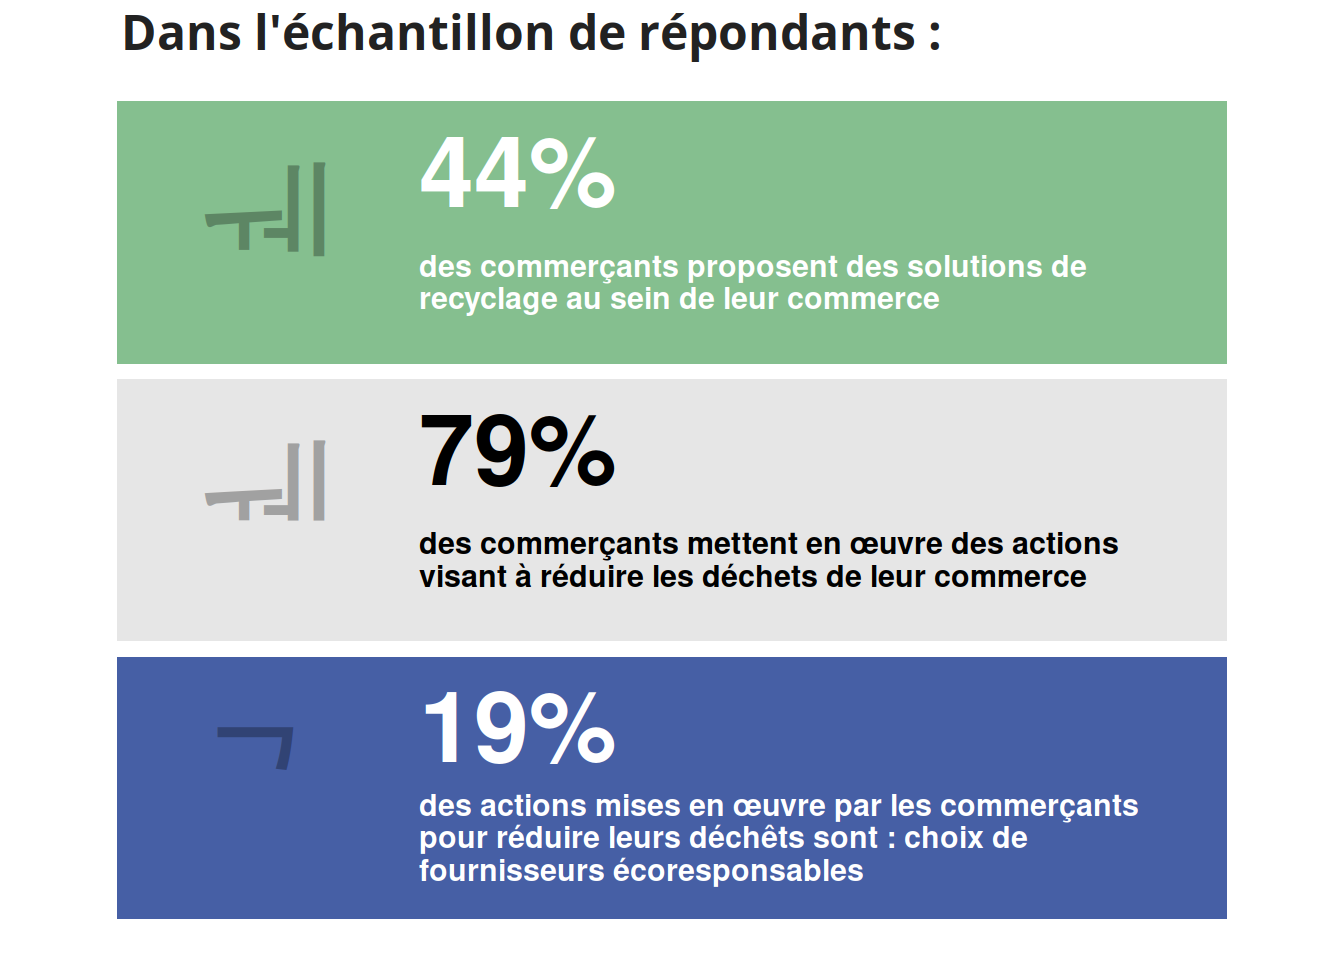 Dans l'échantillon de répondants :
44%
des commerçants proposent des solutions de
recyclage au sein de leur commerce
79%
des commerçants mettent en œuvre des actions
visant à réduire les déchets de leur commerce
19%
des actions mises en œuvre par les commerçants
pour réduire leurs déchêts sont : choix de
fournisseurs écoresponsables